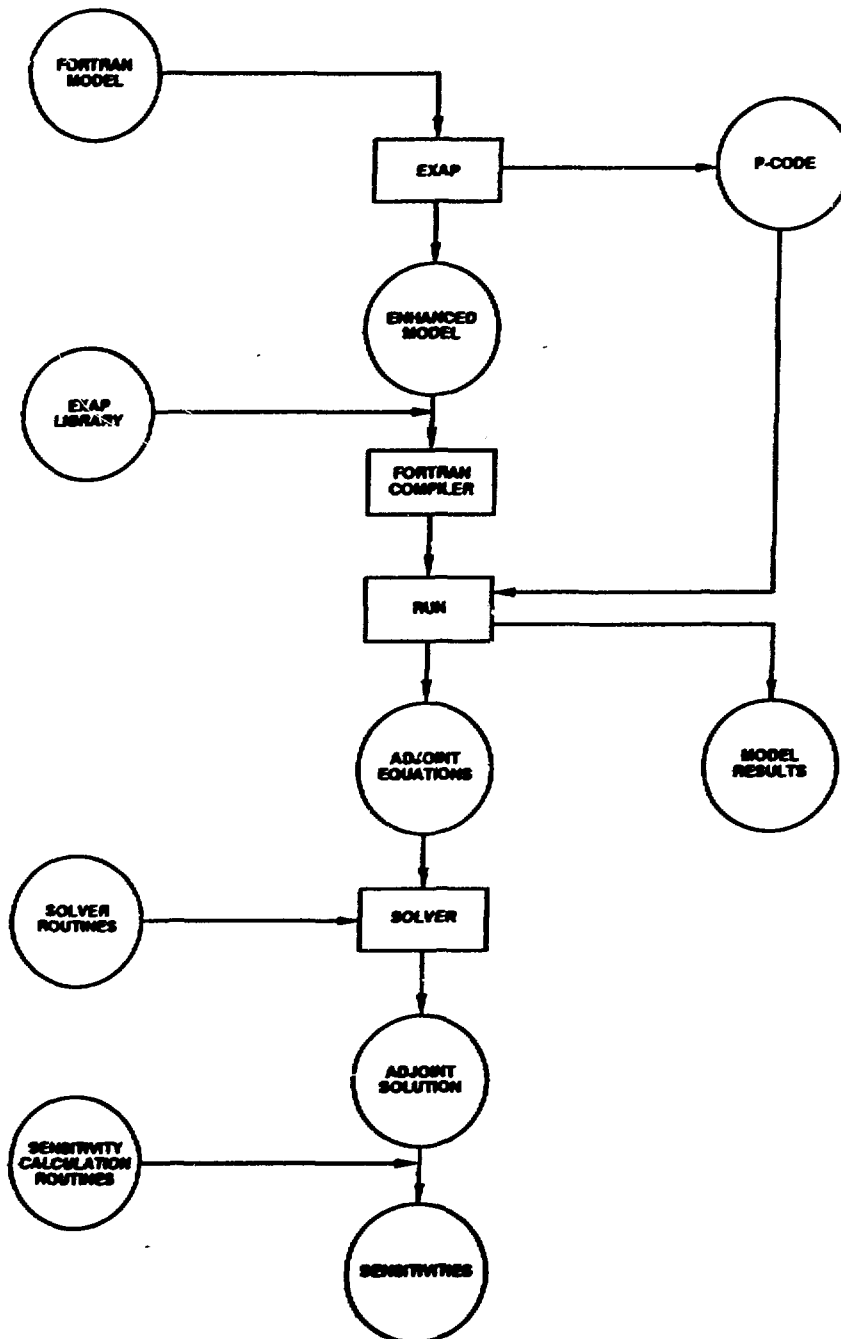 FORTRAN
MODEL
EXAP
P-CODE
ENHANCED
MODEL
EXAP
LIBRARY
FORTRAN
COMPILER
RUN
ADJOINT
EQUATIONS
MODEL
RESULTS
SOLVER
ROUTINES
SOLVER
ADJOINT
SOLUTION
SENSITIVITY
CALCULATION
ROUTINES
SENSITIVITIES